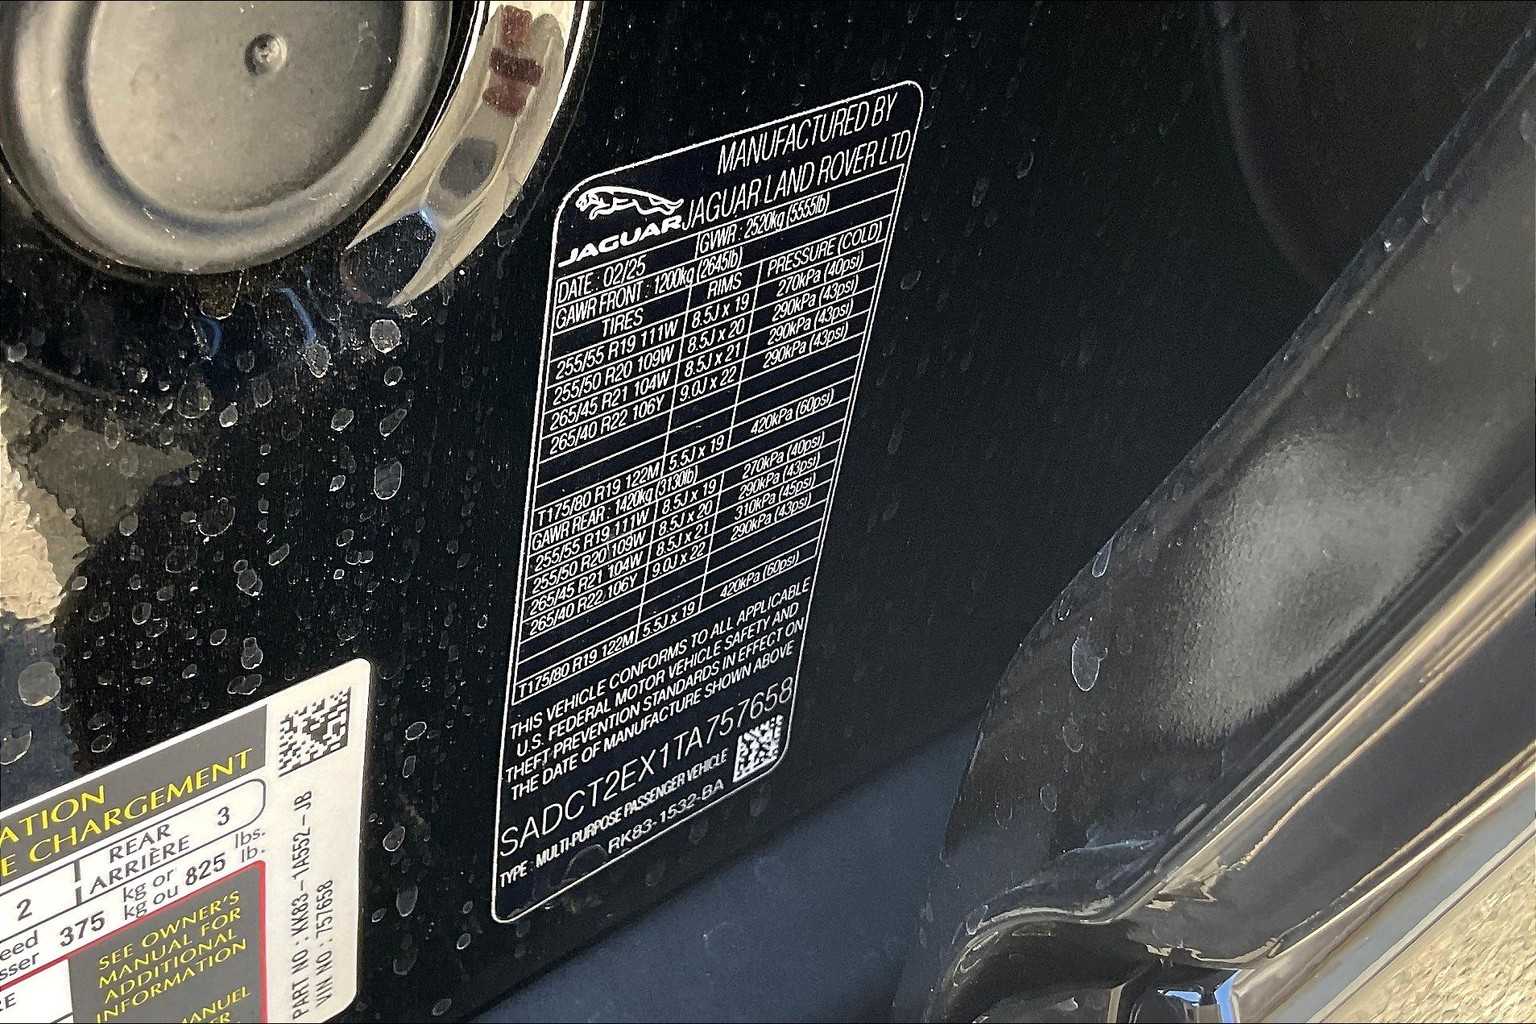 MANUFACTURED BY
JAGUAR LAND ROVER LTD
JAGUAR
DATE : 02/25
GVWR : 2520kg (5555lb)
GAWR FRONT : 1200kg (2645lb)
TIRES RIMS PRESSURE (COLD)
255/55 R19 111W 8.5J x 19 270kPa (40psi)
255/50 R20 109W 8.5J x 20 290kPa (43psi)
265/45 R21 104W 8.5J x 21 290kPa (43psi)
265/40 R22 106Y 9.0J x 22 290kPa (43psi)
T175/80 R19 122M 5.5J x 19 420kPa (60psi)
GAWR REAR : 1420kg (3130lb)
255/55 R19 111W 8.5J x 19 270kPa (40psi)
255/50 R20 109W 8.5J x 20 290kPa (43psi)
265/45 R21 104W 8.5J x 21 310kPa (45psi)
265/40 R22 106Y 9.0J x 22 290kPa (43psi)
T175/80 R19 122M 5.5J x 19 420kPa (60psi)
THIS VEHICLE CONFORMS TO ALL APPLICABLE
U.S. FEDERAL MOTOR VEHICLE SAFETY AND
THEFT PREVENTION STANDARDS IN EFFECT ON
THE DATE OF MANUFACTURE SHOWN ABOVE
SADCT2EX1TA757658
TYPE : MULTI-PURPOSE PASSENGER VEHICLE
RK83-1532-BA
ATION
E CHARGEMENT
REAR
ARRIÈRE 3
2
eed
sser 375 kg or
kg ou 825 lbs.
lb.
RE
SEE OWNER'S
MANUAL FOR
ADDITIONAL
INFORMATION
MANUEL
PART NO : KK83-1A552-JB
VIN NO : 757658